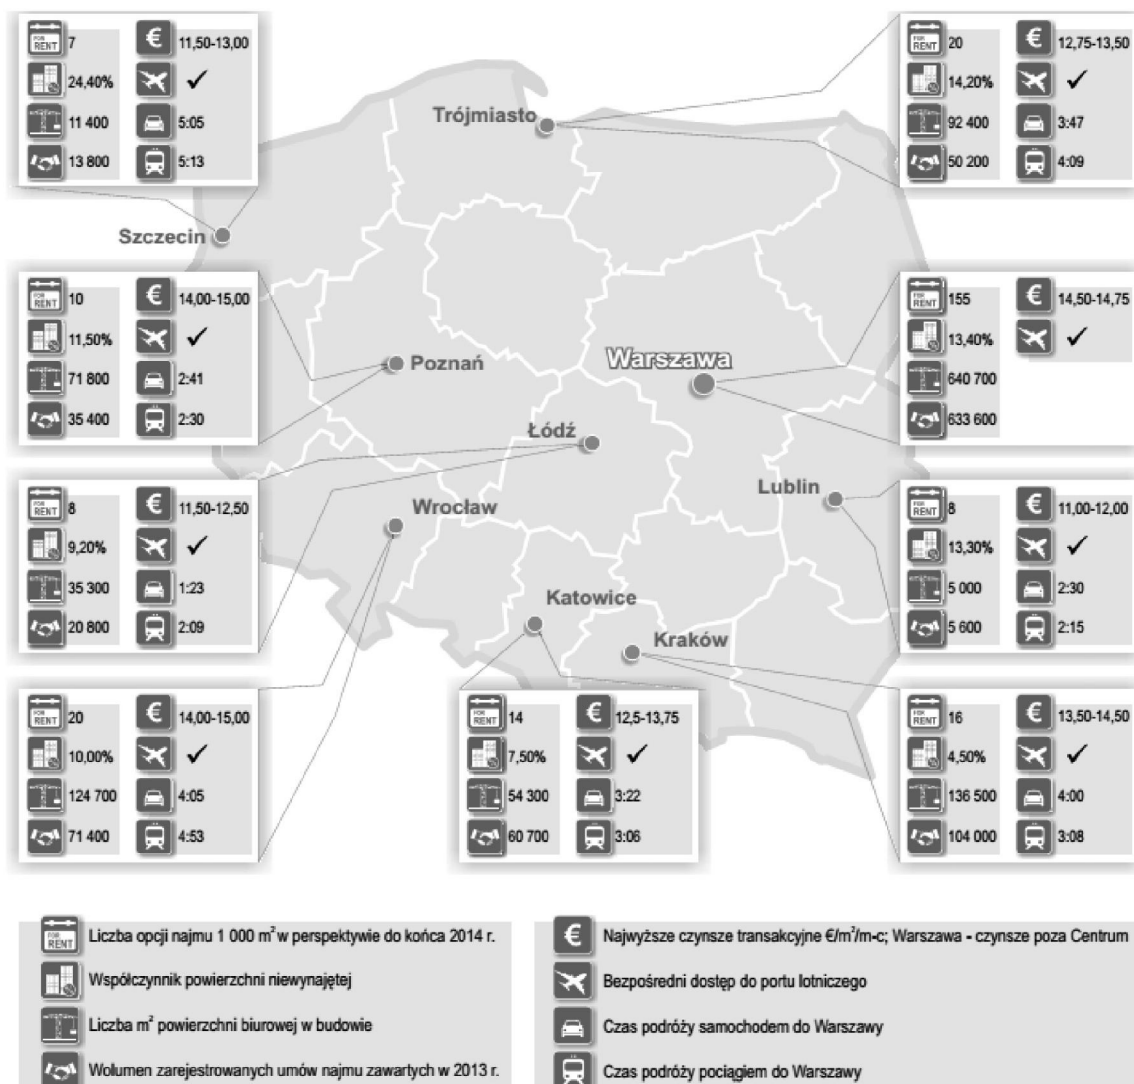 FOR RENT 7
€ 11,50-13,00
24,40%
11 400
5:05
13 800
5:13
Szczecin
Trójmiasto
FOR RENT 20
€ 12,75-13,50
14,20%
92 400
3:47
50 200
4:09
FOR RENT 10
€ 14,00-15,00
11,50%
71 800
2:41
35 400
2:30
Poznań
Warszawa
FOR RENT 155
€ 14,50-14,75
13,40%
640 700
633 600
Łódź
FOR RENT 8
€ 11,50-12,50
9,20%
35 300
1:23
20 800
2:09
Wrocław
Lublin
FOR RENT 8
€ 11,00-12,00
13,30%
5 000
2:30
5 600
2:15
Katowice
Kraków
FOR RENT 20
€ 14,00-15,00
10,00%
124 700
4:05
71 400
4:53
FOR RENT 14
€ 12,5-13,75
7,50%
54 300
3:22
60 700
3:06
FOR RENT 16
€ 13,50-14,50
4,50%
136 500
4:00
104 000
3:08
FOR RENT Liczba opcji najmu 1 000 m² w perspektywie do końca 2014 r.
Współczynnik powierzchni niewynajętej
Liczba m² powierzchni biurowej w budowie
Wolumen zarejestrowanych umów najmu zawartych w 2013 r.
€ Najwyższe czynsze transakcyjne €/m²/m-c; Warszawa - czynsze poza Centrum
Bezpośredni dostęp do portu lotniczego
Czas podróży samochodem do Warszawy
Czas podróży pociągiem do Warszawy